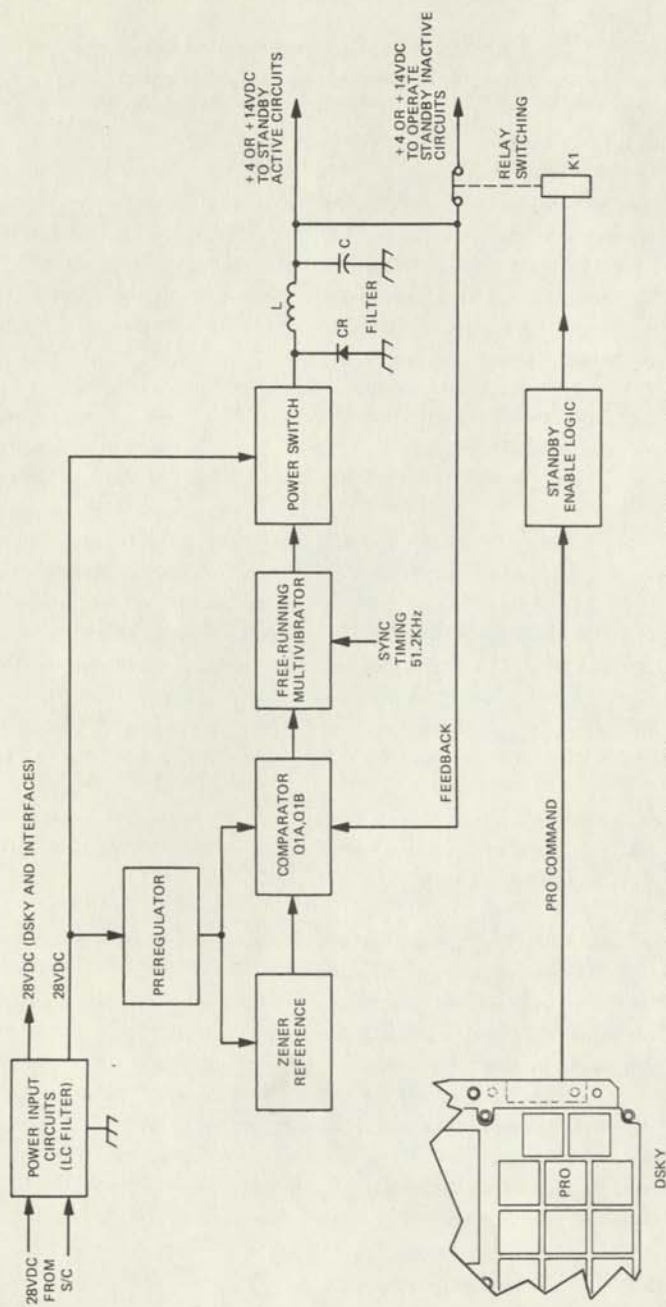 28VDC
FROM
S/C
POWER INPUT
CIRCUITS
(LC FILTER)
28VDC (DSKY AND INTERFACES)
28VDC
PREREGULATOR
ZENER
REFERENCE
COMPARATOR
Q1A,Q1B
FREE-RUNNING
MULTIVIBRATOR
SYNC
TIMING
51.2KHz
POWER SWITCH
L
CR
C
FILTER
+4 OR +14VDC
TO STANDBY
ACTIVE CIRCUITS
+4 OR +14VDC
TO OPERATE
STANDBY INACTIVE
CIRCUITS
FEEDBACK
RELAY
SWITCHING
K1
STANDBY
ENABLE LOGIC
PRO COMMAND
PRO
DSKY